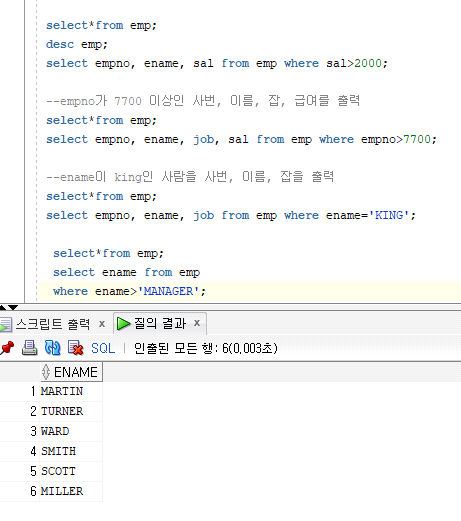 select*from emp;
desc emp;
select empno, ename, sal from emp where sal>2000;
--empno가 7700 이상인 사번, 이름, 잡, 급여를 출력
select*from emp;
select empno, ename, job, sal from emp where empno>7700;
--ename이 king인 사람을 사번, 이름, 잡을 출력
select*from emp;
select empno, ename, job from emp where ename='KING';
select*from emp;
select ename from emp
where ename>'MANAGER';
스크립트 출력 x 질의 결과 x
SQL | 인출된 모든 행: 6(0,003초)
ENAME
1 MARTIN
2 TURNER
3 WARD
4 SMITH
5 SCOTT
6 MILLER